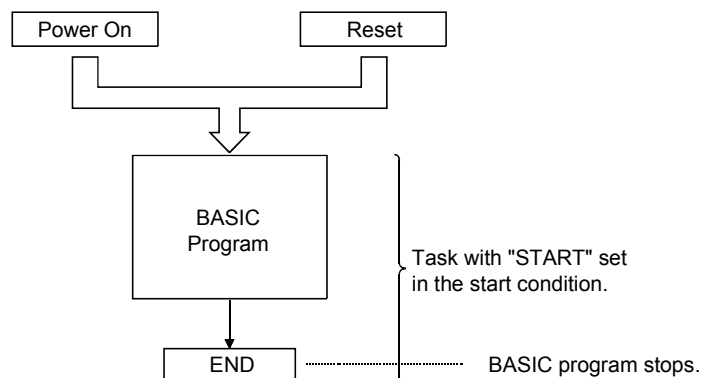 Power On
Reset
BASIC
Program
Task with "START" set
in the start condition.
END
BASIC program stops.